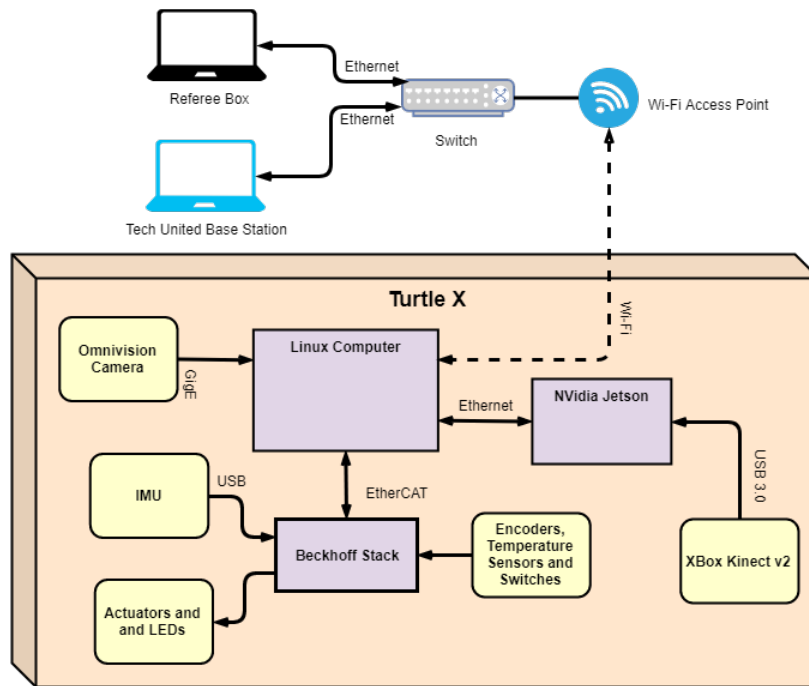 Ethernet
Referee Box
Ethernet
Switch
Wi-Fi Access Point
Tech United Base Station
Turtle X
Wi-Fi
Omnivision
Camera
GigE
Linux Computer
Ethernet
NVidia Jetson
USB 3.0
IMU
USB
EtherCAT
Beckhoff Stack
Encoders,
Temperature
Sensors and
Switches
XBox Kinect v2
Actuators and
and LEDs